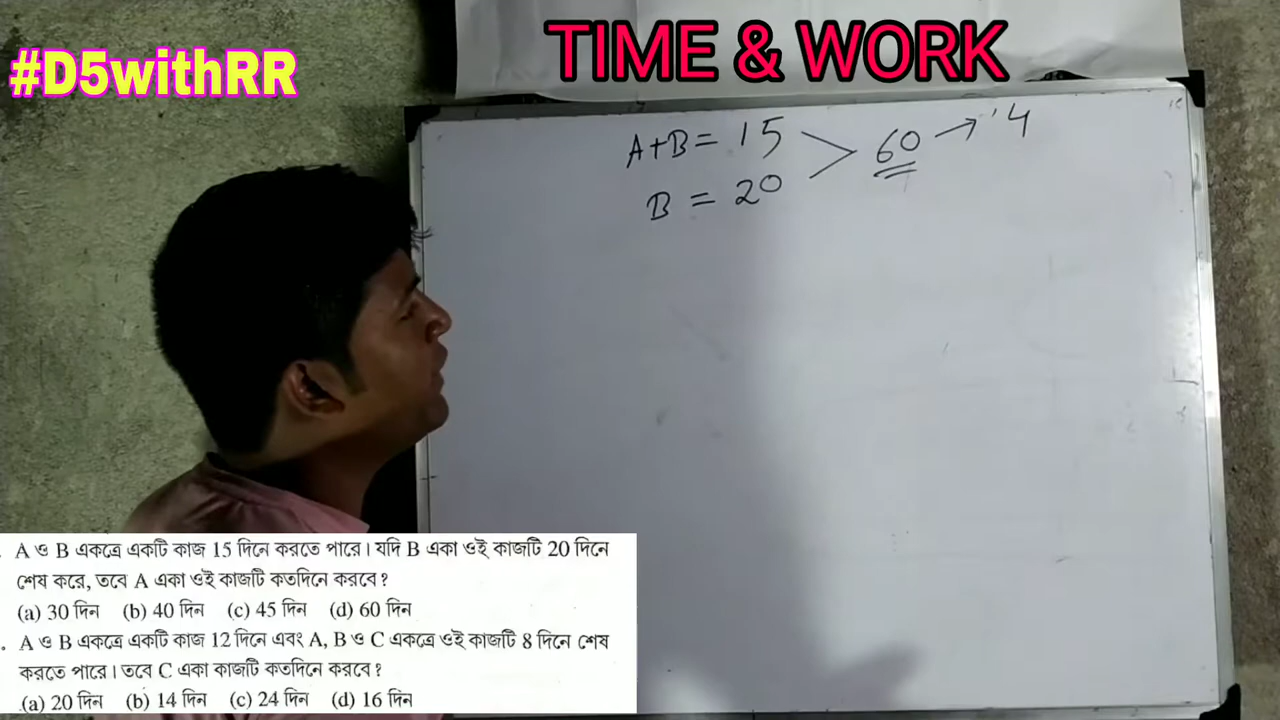 #D5withRR
TIME & WORK
A+B = 15 > 60 → 4
B = 20
. A ও B একত্রে একটি কাজ 15 দিনে করতে পারে। যদি B একা ওই কাজটি 20 দিনে
শেষ করে, তবে A একা ওই কাজটি কতদিনে করবে?
(a) 30 দিন (b) 40 দিন (c) 45 দিন (d) 60 দিন
. A ও B একত্রে একটি কাজ 12 দিনে এবং A, B ও C একত্রে ওই কাজটি 8 দিনে শেষ
করতে পারে। তবে C একা কাজটি কতদিনে করবে?
(a) 20 দিন (b) 14 দিন (c) 24 দিন (d) 16 দিন